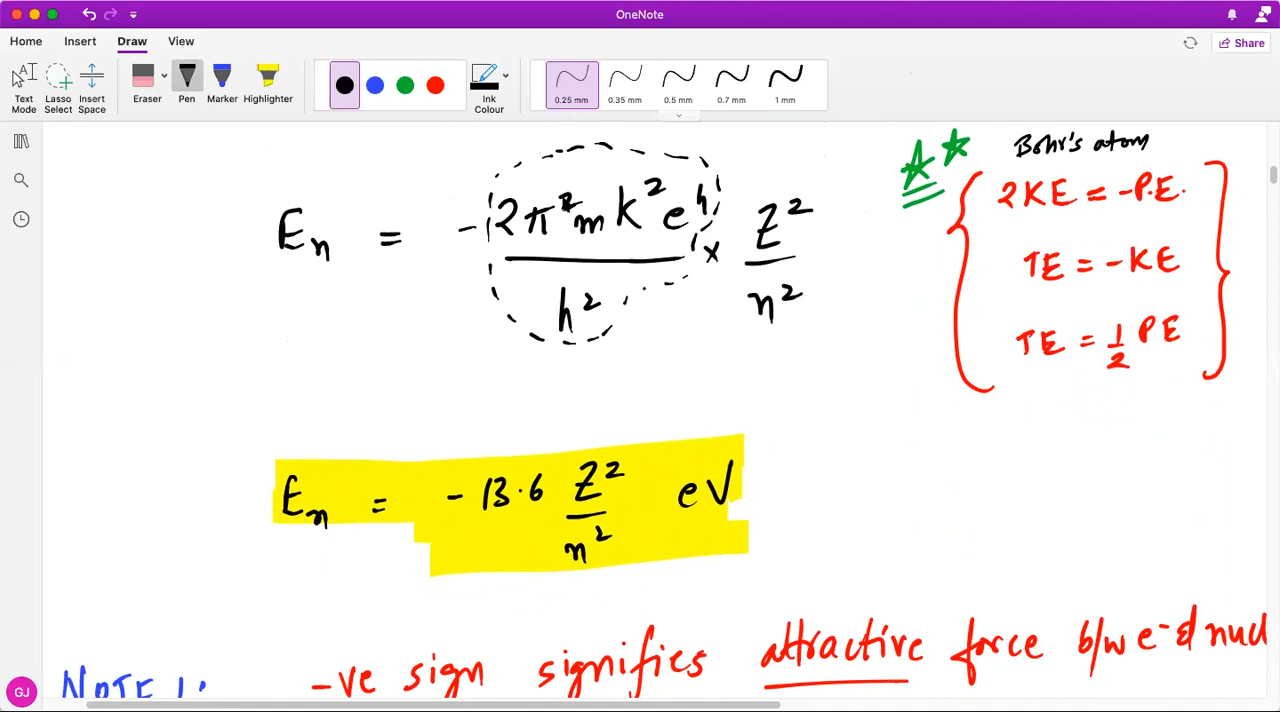 OneNote
Home Insert Draw View
Share
Text Mode
Lasso Select
Insert Space
Eraser
Pen
Marker
Highlighter
Ink Colour
0.25 mm 0.35 mm 0.5 mm 0.7 mm 1 mm
Eₙ = -2π²mk²e⁴/h² × Z²/n²
Bohr's atom
2KE = -P.E.
TE = -KE
TE = 1/2 PE
Eₙ = -13.6 Z²/n² eV
NOTE 1: -ve sign signifies attractive force b/w e⁻ & nucl
GJ